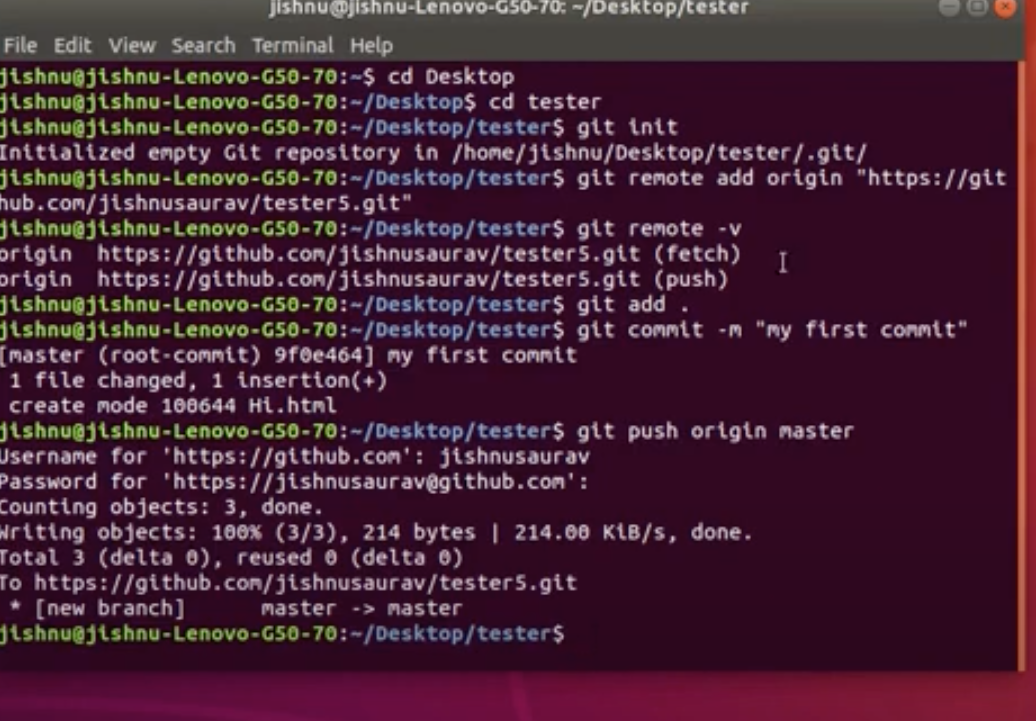 jishnu@jishnu-Lenovo-G50-70: ~/Desktop/tester
File Edit View Search Terminal Help
jishnu@jishnu-Lenovo-G50-70:~$ cd Desktop
jishnu@jishnu-Lenovo-G50-70:~/Desktop$ cd tester
jishnu@jishnu-Lenovo-G50-70:~/Desktop/tester$ git init
Initialized empty Git repository in /home/jishnu/Desktop/tester/.git/
jishnu@jishnu-Lenovo-G50-70:~/Desktop/tester$ git remote add origin "https://git
hub.com/jishnusaurav/tester5.git"
jishnu@jishnu-Lenovo-G50-70:~/Desktop/tester$ git remote -v
origin  https://github.com/jishnusaurav/tester5.git (fetch)
origin  https://github.com/jishnusaurav/tester5.git (push)
jishnu@jishnu-Lenovo-G50-70:~/Desktop/tester$ git add .
jishnu@jishnu-Lenovo-G50-70:~/Desktop/tester$ git commit -m "my first commit"
[master (root-commit) 9f0e464] my first commit
 1 file changed, 1 insertion(+)
 create mode 100644 Hi.html
jishnu@jishnu-Lenovo-G50-70:~/Desktop/tester$ git push origin master
Username for 'https://github.com': jishnusaurav
Password for 'https://jishnusaurav@github.com':
Counting objects: 3, done.
Writing objects: 100% (3/3), 214 bytes | 214.00 KiB/s, done.
Total 3 (delta 0), reused 0 (delta 0)
To https://github.com/jishnusaurav/tester5.git
 * [new branch]      master -> master
jishnu@jishnu-Lenovo-G50-70:~/Desktop/tester$